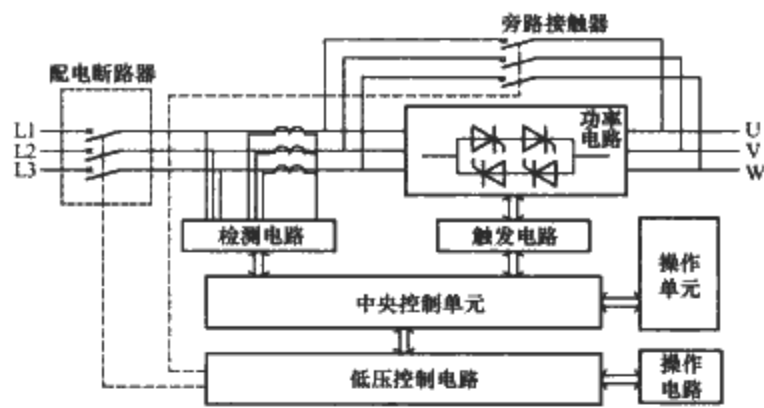 旁路接触器
配电断路器
功率
电路
L1
L2
L3
U
V
W
检测电路
触发电路
操作
单元
中央控制单元
低压控制电路
操作
电路